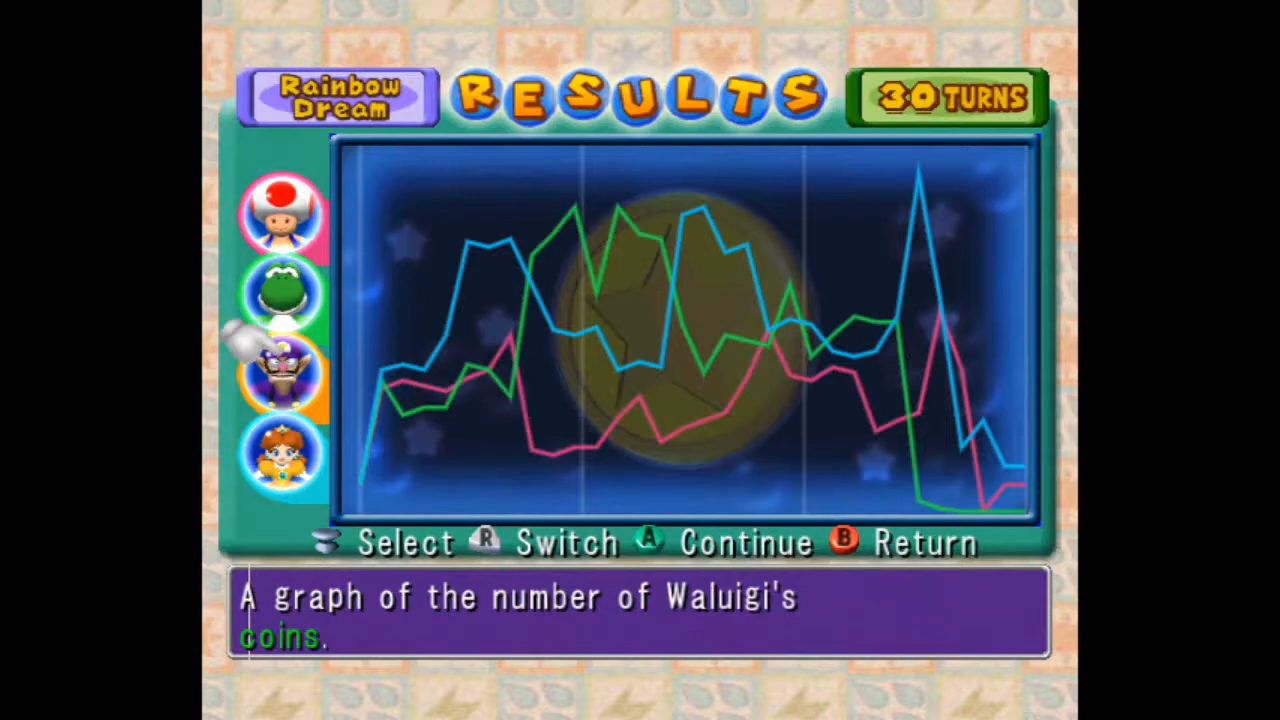 Rainbow
Dream
RESULTS
30 TURNS
Select R Switch A Continue B Return
A graph of the number of Waluigi's
coins.